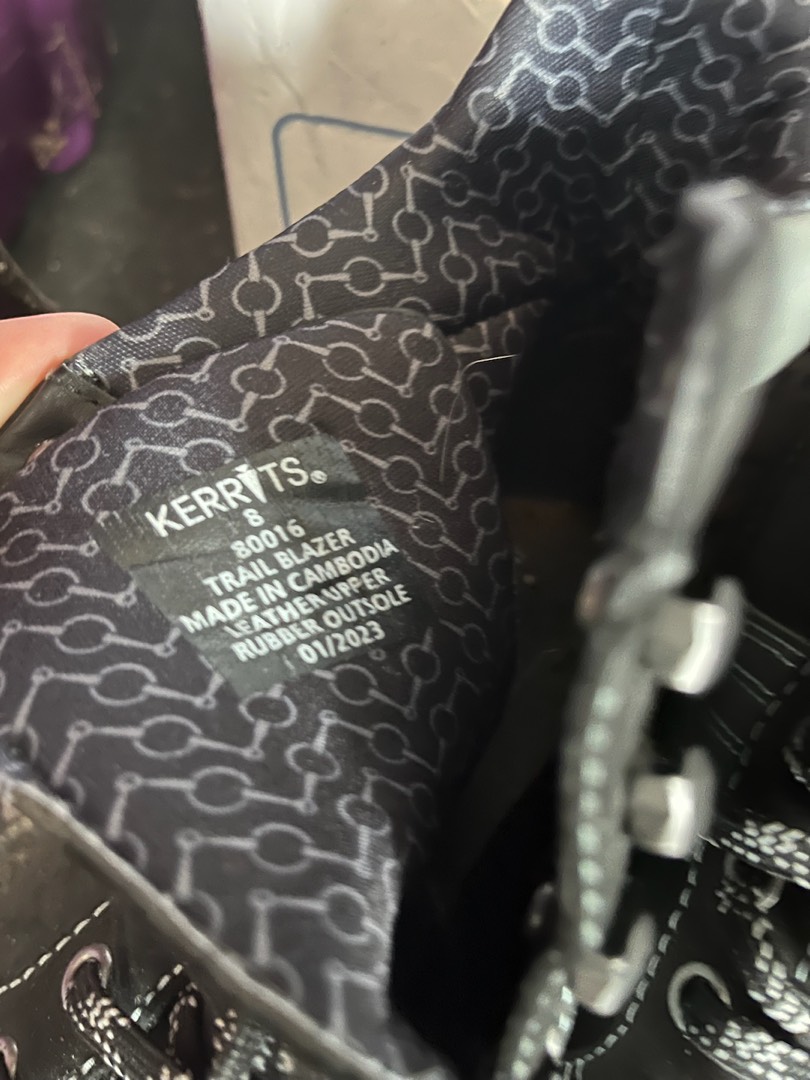 KERRITS®
8
80016
TRAIL BLAZER
MADE IN CAMBODIA
LEATHER UPPER
RUBBER OUTSOLE
01/2023